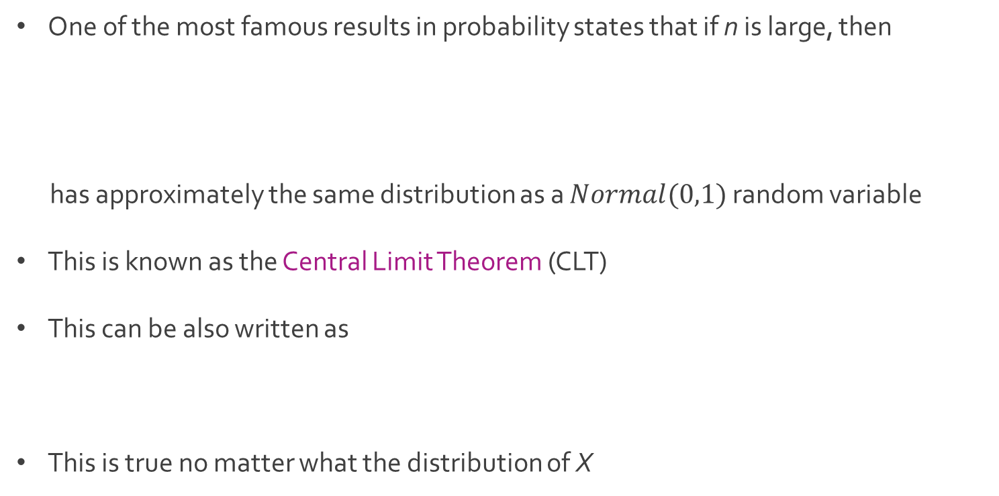 • One of the most famous results in probability states that if n is large, then
has approximately the same distribution as a Normal(0,1) random variable
• This is known as the Central Limit Theorem (CLT)
• This can be also written as
• This is true no matter what the distribution of X